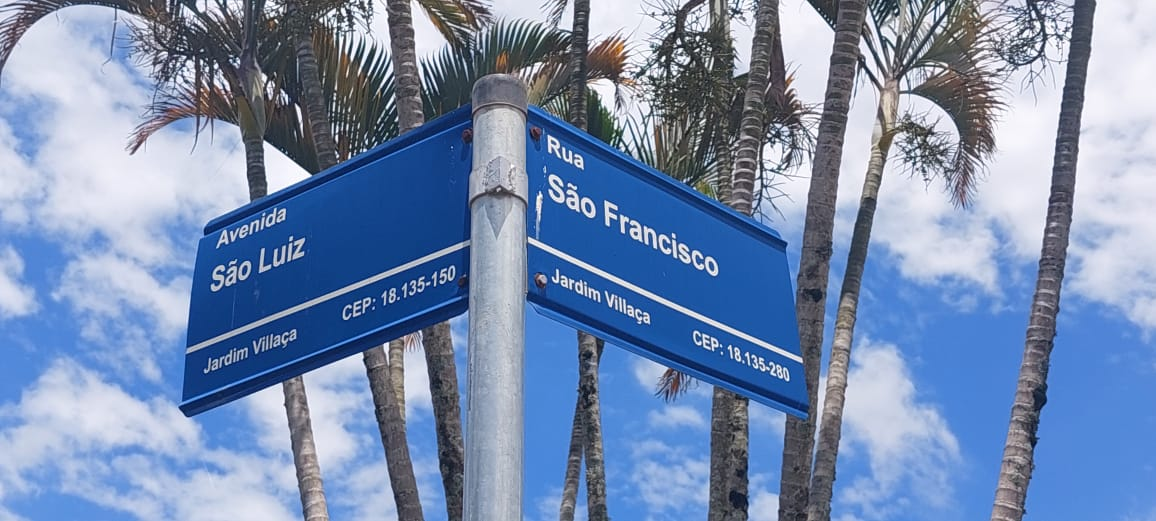 Avenida
São Luiz
CEP: 18.135-150
Jardim Villaça
Rua
São Francisco
Jardim Villaça
CEP: 18.135-280